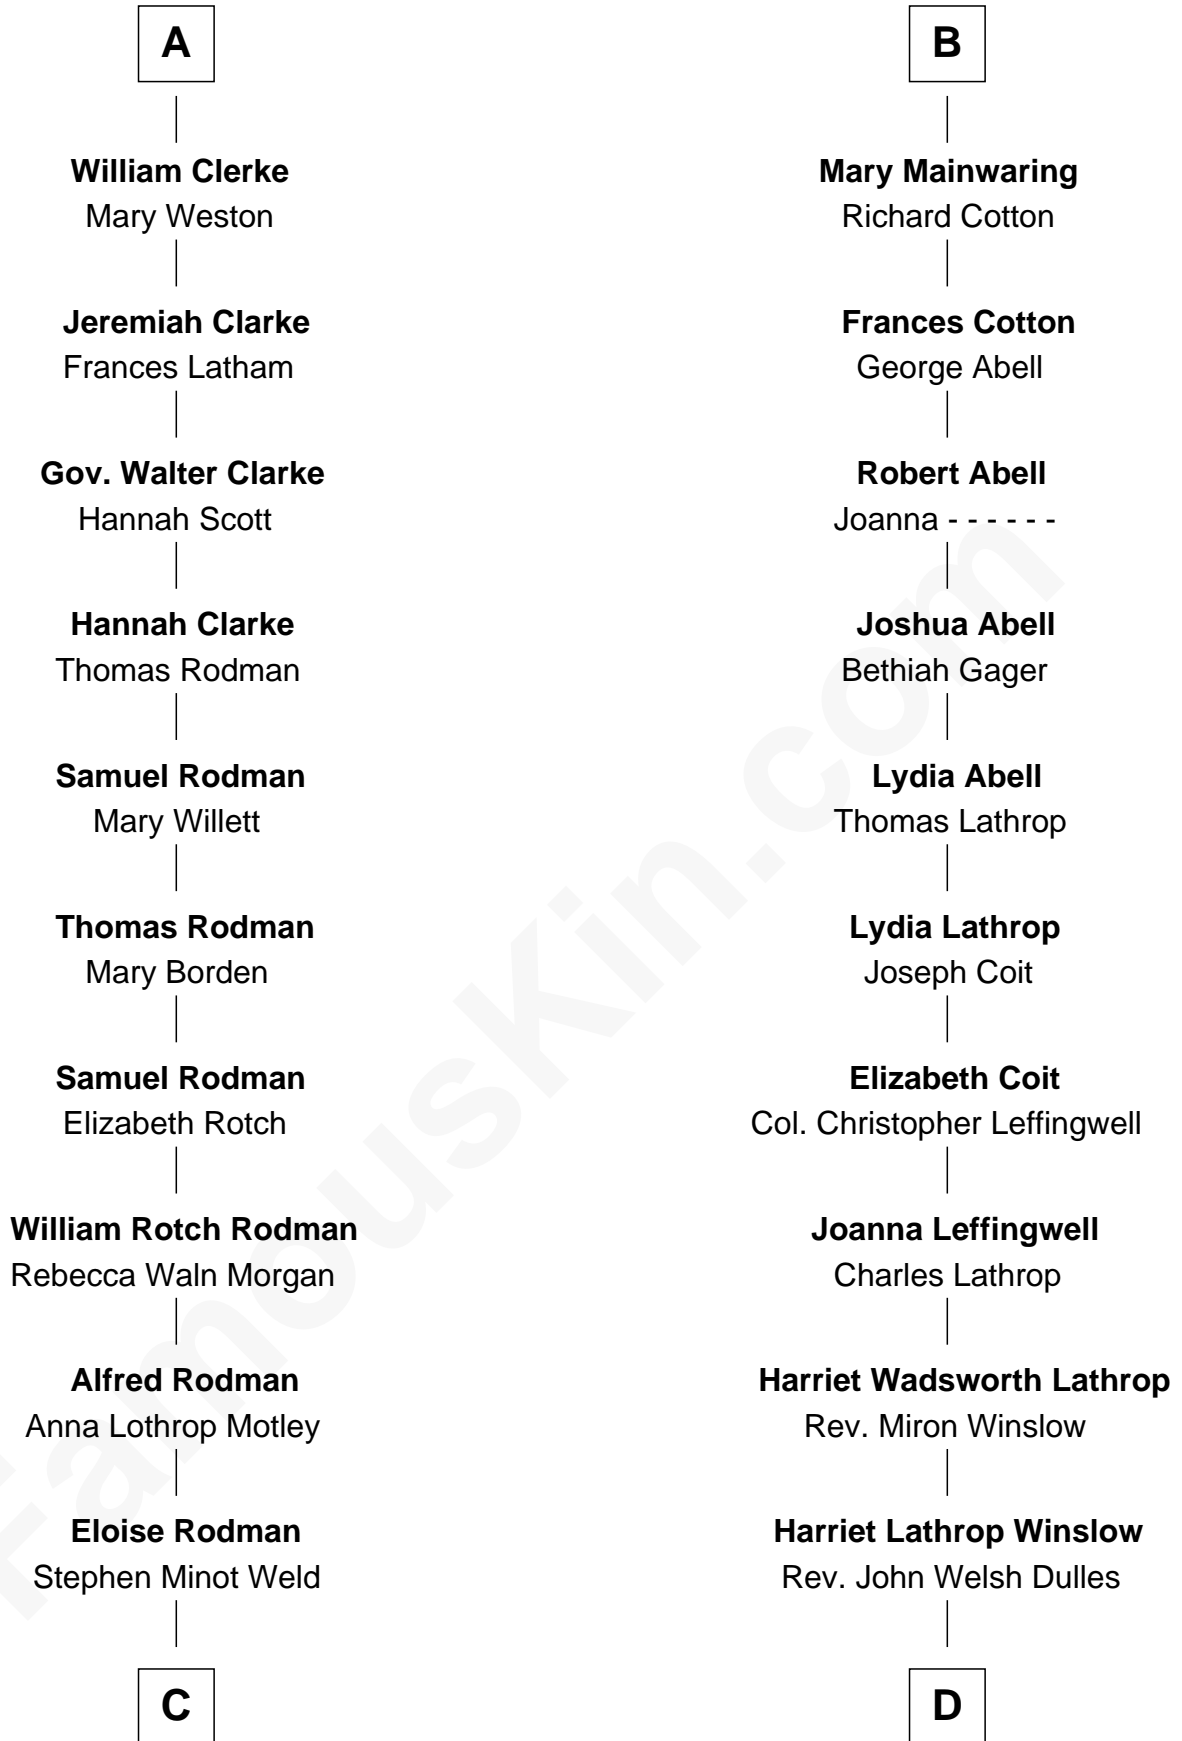 A
William Clerke
Mary Weston
Jeremiah Clarke
Frances Latham
Gov. Walter Clarke
Hannah Scott
Hannah Clarke
Thomas Rodman
Samuel Rodman
Mary Willett
Thomas Rodman
Mary Borden
Samuel Rodman
Elizabeth Rotch
William Rotch Rodman
Rebecca Waln Morgan
Alfred Rodman
Anna Lothrop Motley
Eloise Rodman
Stephen Minot Weld
C
B
Mary Mainwaring
Richard Cotton
Frances Cotton
George Abell
Robert Abell
Joanna - - - - - -
Joshua Abell
Bethiah Gager
Lydia Abell
Thomas Lathrop
Lydia Lathrop
Joseph Coit
Elizabeth Coit
Col. Christopher Leffingwell
Joanna Leffingwell
Charles Lathrop
Harriet Wadsworth Lathrop
Rev. Miron Winslow
Harriet Lathrop Winslow
Rev. John Welsh Dulles
D
FamousKin.com